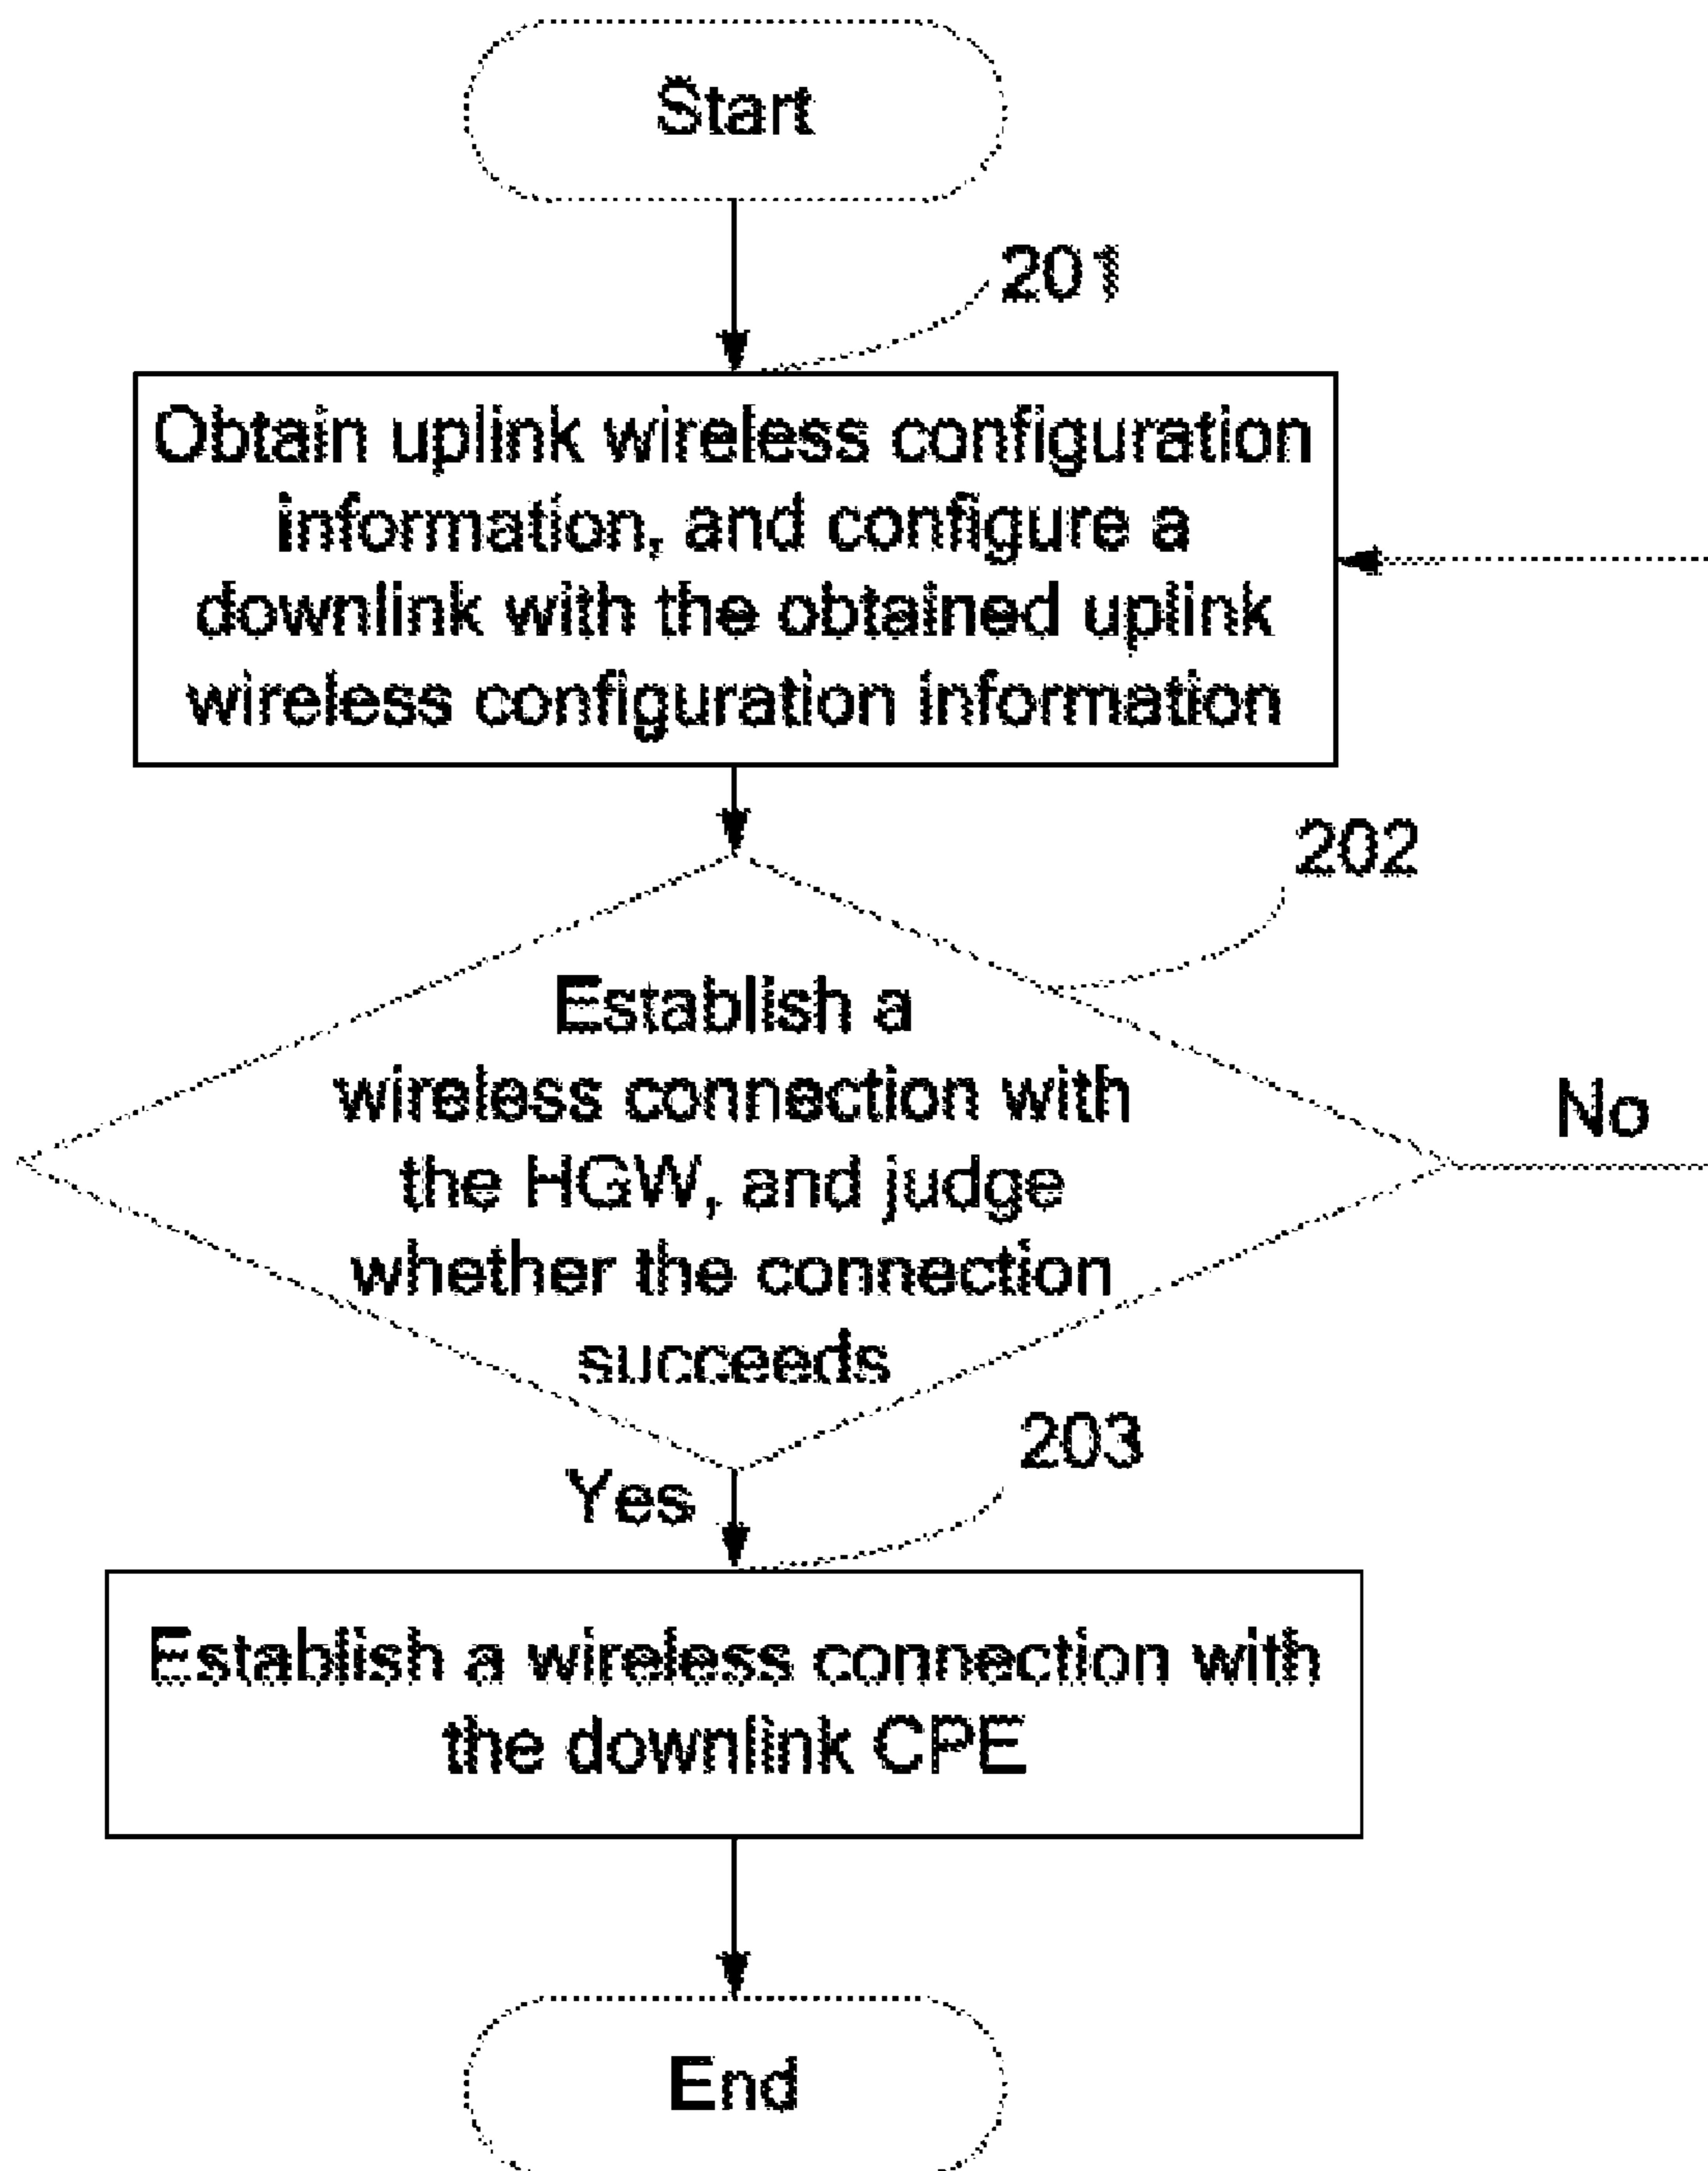 Start
201
Obtain uplink wireless configuration
information, and configure a
downlink with the obtained uplink
wireless configuration information
202
Establish a
wireless connection with
the HGW, and judge
whether the connection
succeeds
No
Yes
203
Establish a wireless connection with
the downlink CPE
End